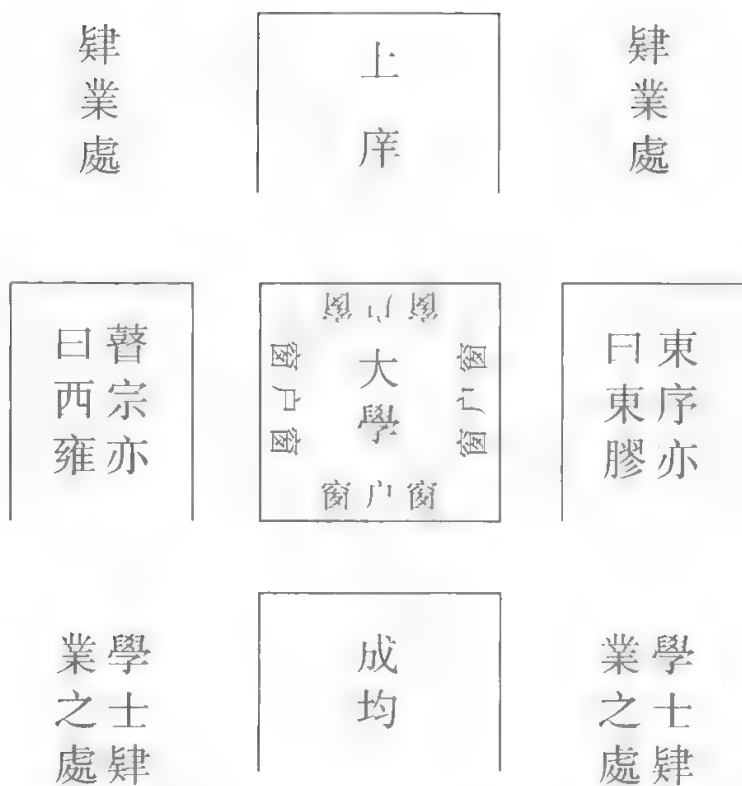 肄業處
上庠
肄業處
東序亦
曰東膠
窗户窗
窗户窗
大學
窗户窗
窗户窗
瞽宗亦
曰西雍
學士肄
業之處
成均
學士肄
業之處